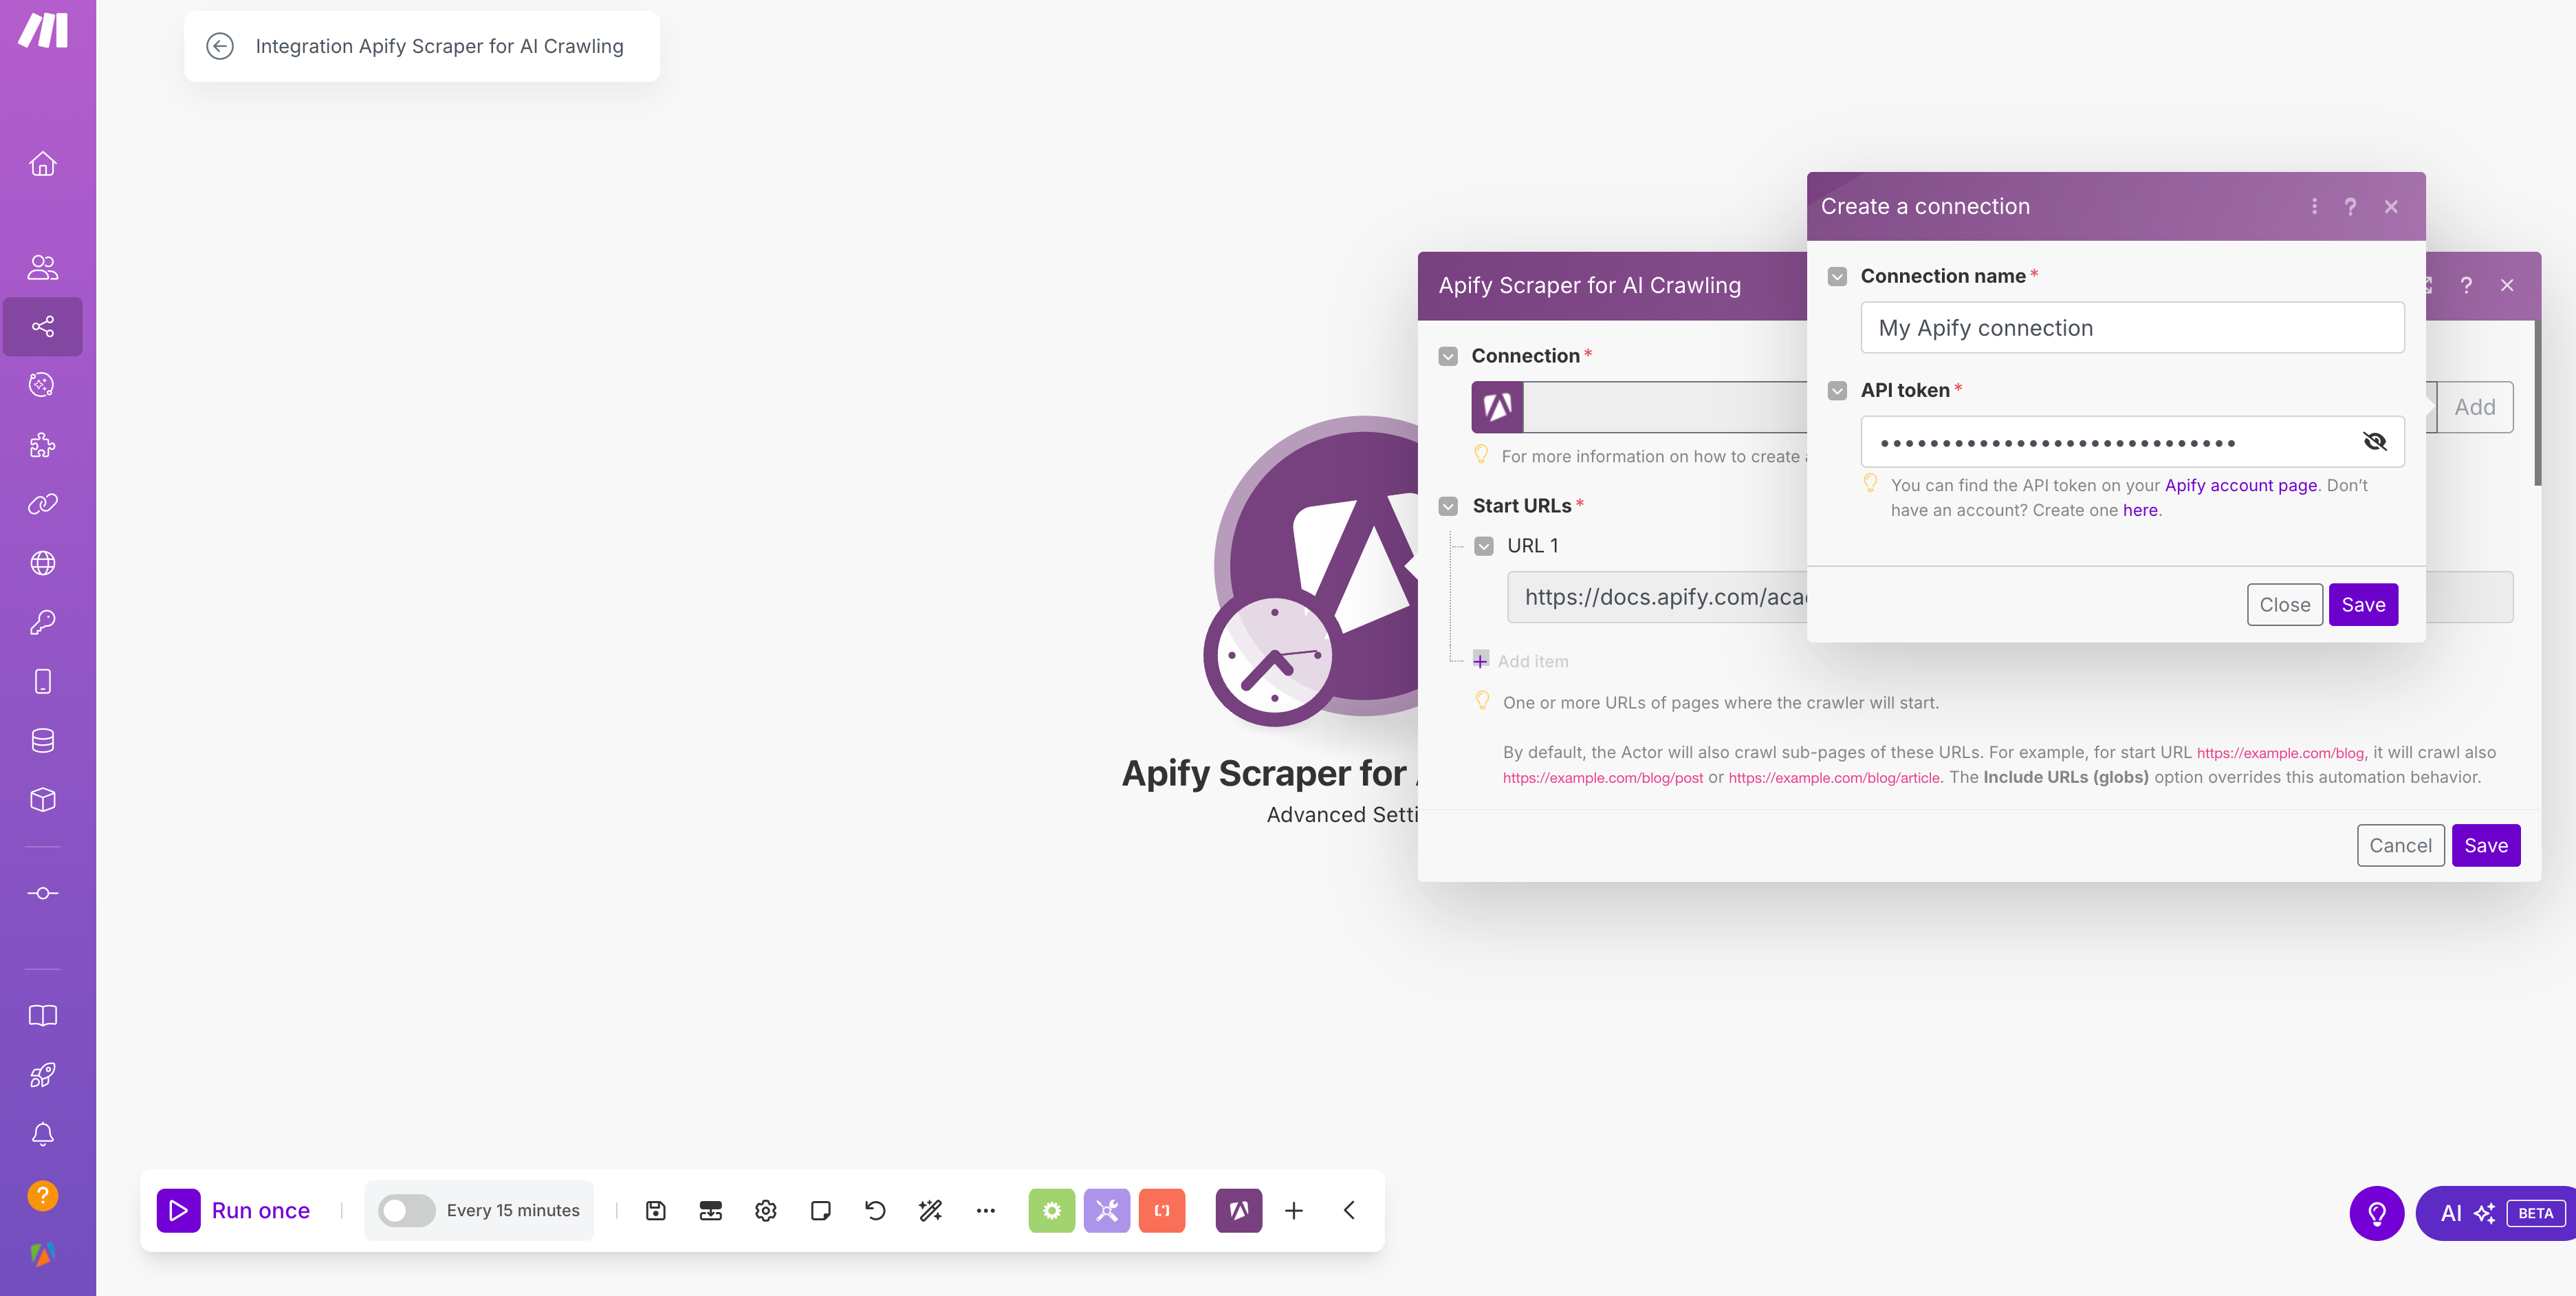 Integration Apify Scraper for AI Crawling
Create a connection
Connection name *
My Apify connection
API token *
You can find the API token on your Apify account page. Don't
have an account? Create one here.
Close
Save
Apify Scraper for AI Crawling
Connection *
Add
For more information on how to create
Start URLs *
URL 1
https://docs.apify.com/aca
Add item
One or more URLs of pages where the crawler will start.
By default, the Actor will also crawl sub-pages of these URLs. For example, for start URL https://example.com/blog, it will crawl also
https://example.com/blog/post or https://example.com/blog/article. The Include URLs (globs) option overrides this automation behavior.
Cancel
Save
Apify Scraper for
Advanced Setti
Run once
Every 15 minutes
AI
BETA